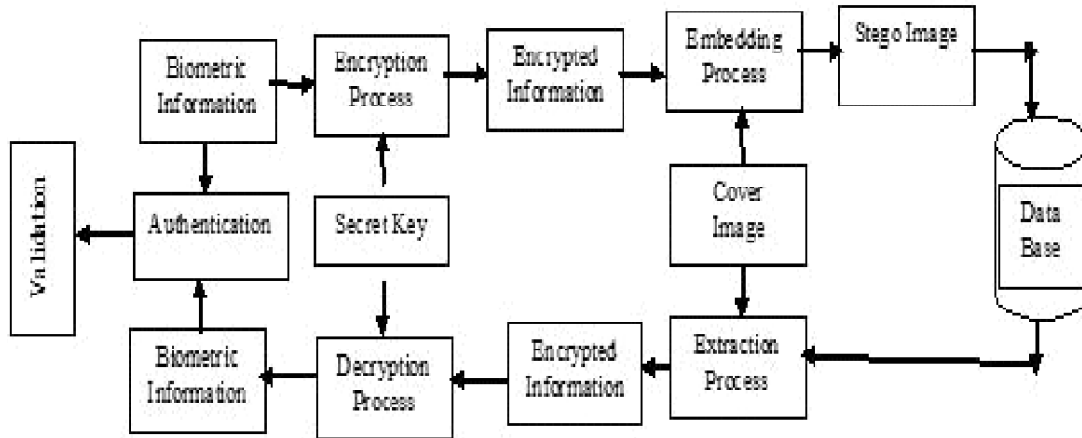 Biometric
Information
Encryption
Process
Encrypted
Information
Embedding
Process
Stego Image
Validation
Authentication
Secret Key
Cover
Image
Data
Base
Biometric
Information
Decryption
Process
Encrypted
Information
Extraction
Process